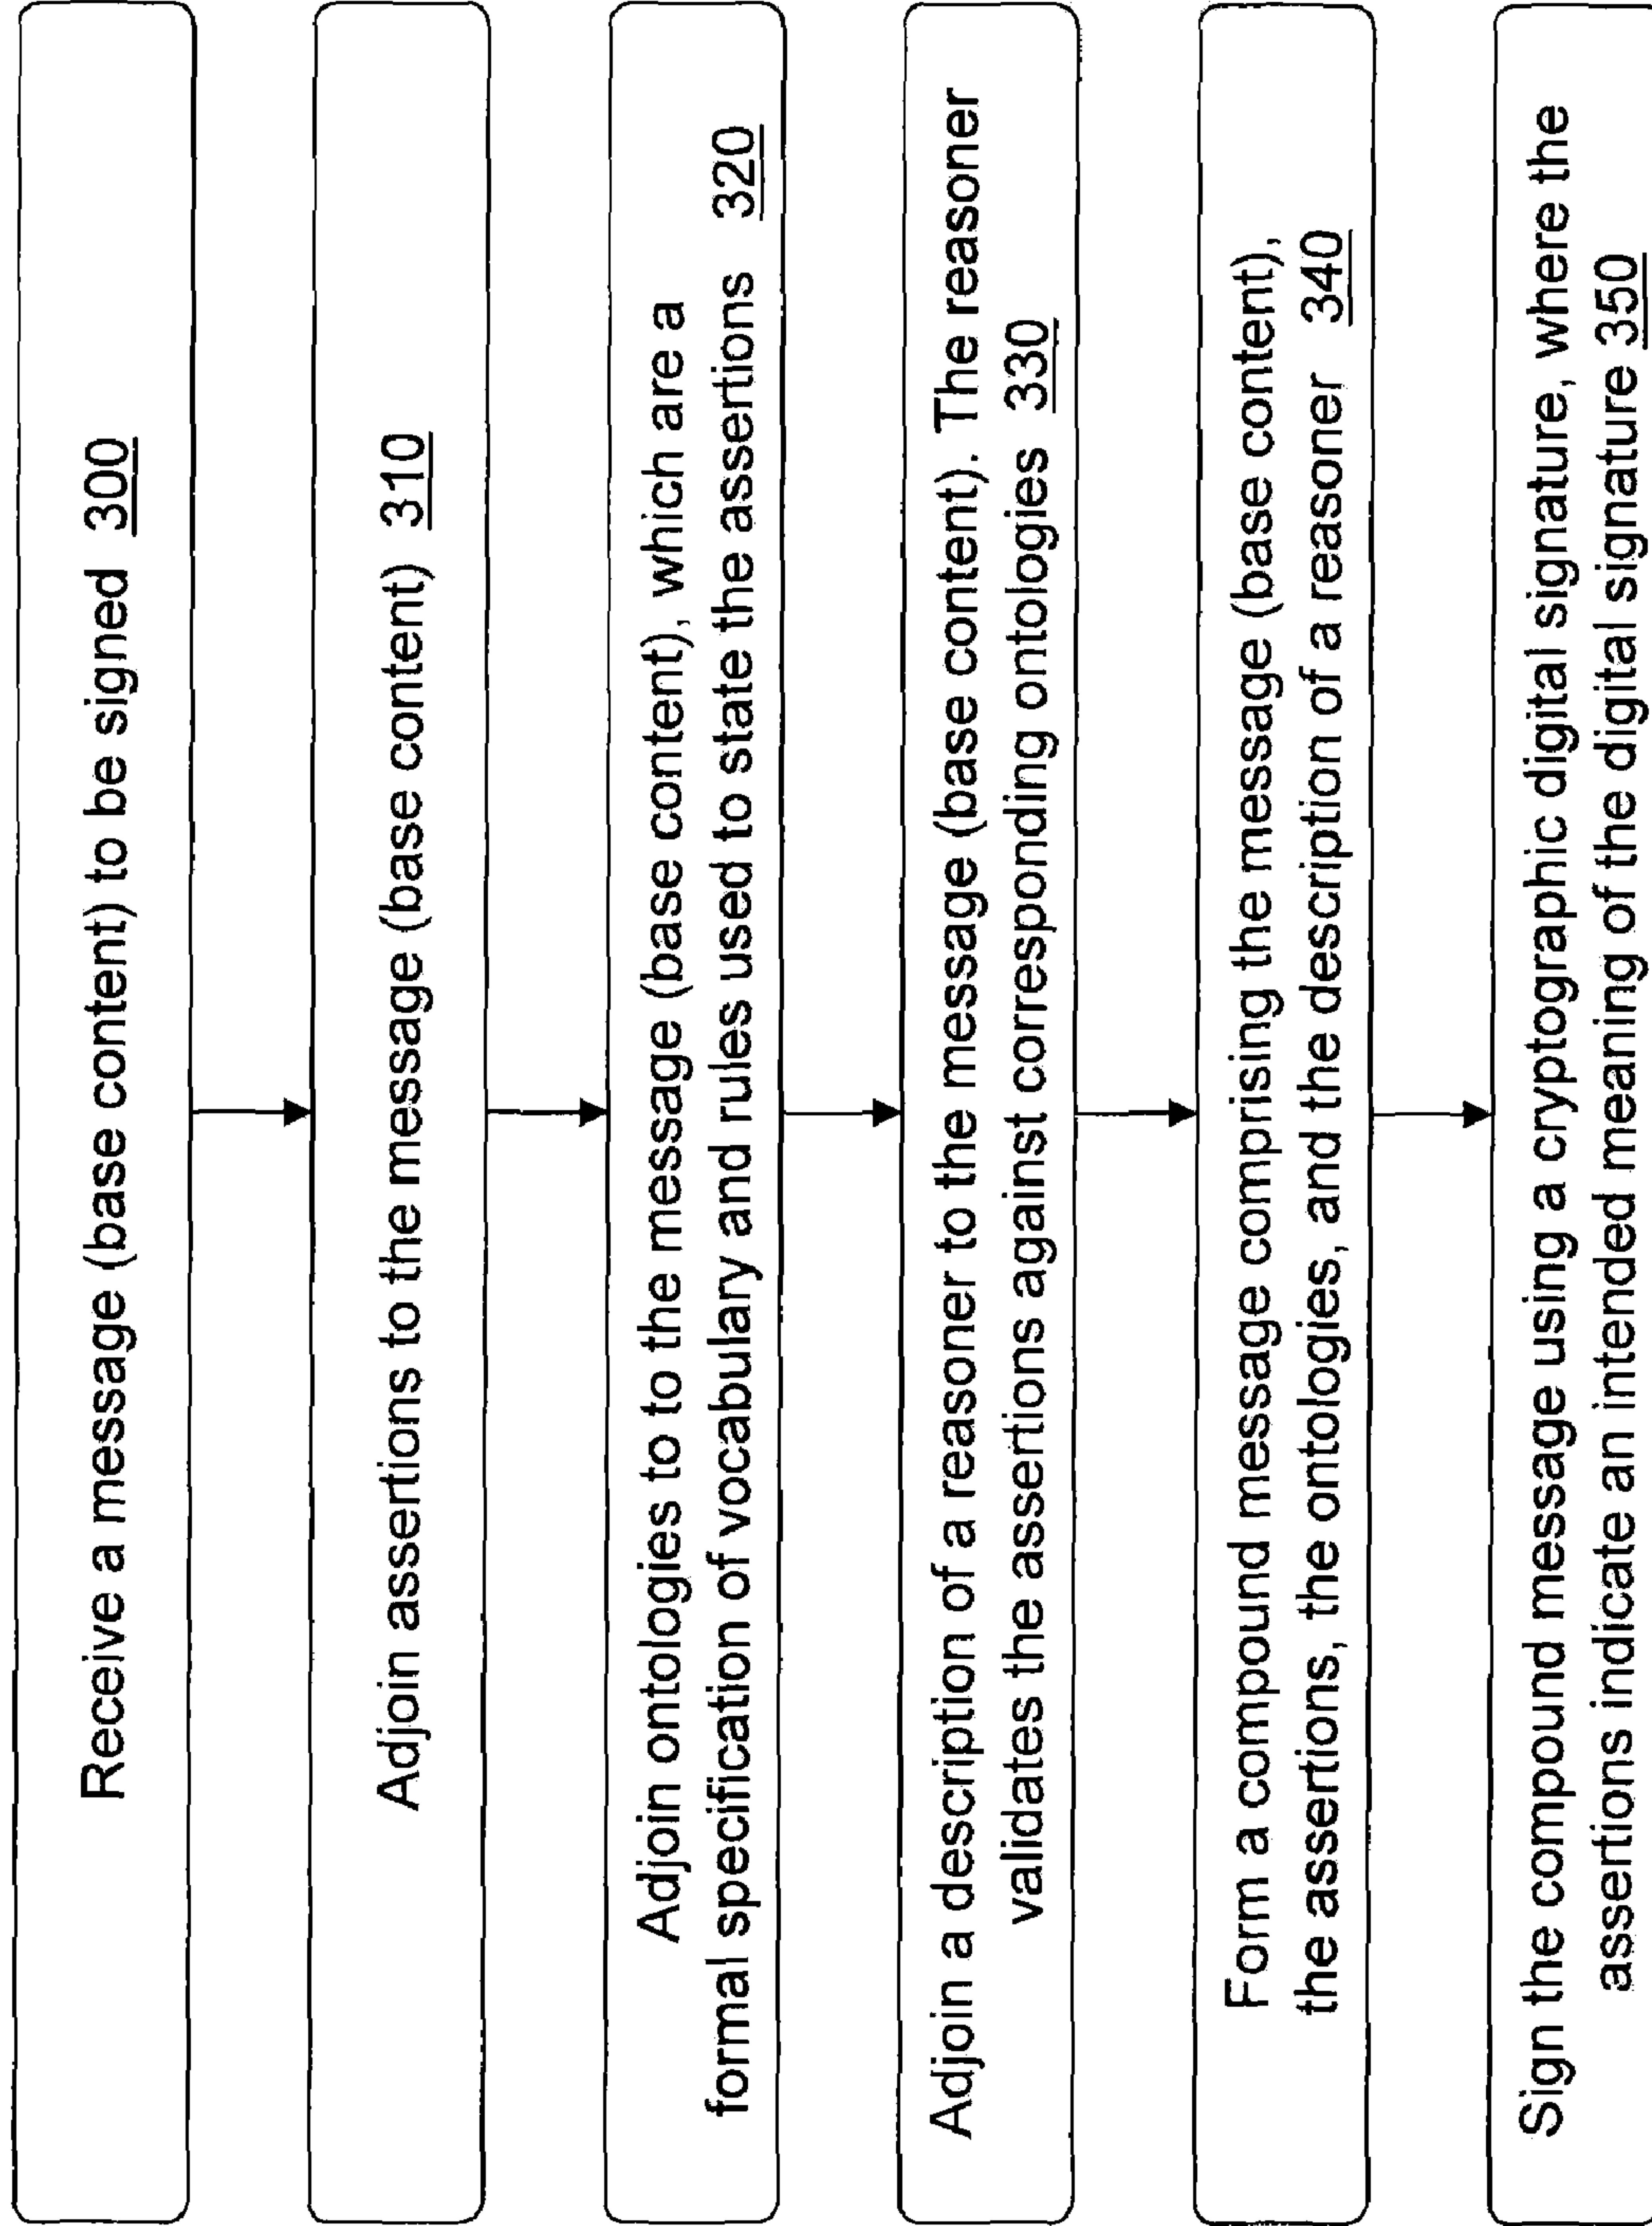 Receive a message (base content) to be signed 300
Adjoin assertions to the message (base content) 310
Adjoin ontologies to the message (base content), which are a
formal specification of vocabulary and rules used to state the assertions 320
Adjoin a description of a reasoner to the message (base content). The reasoner
validates the assertions against corresponding ontologies 330
Form a compound message comprising the message (base content),
the assertions, the ontologies, and the description of a reasoner 340
Sign the compound message using a cryptographic digital signature, where the
assertions indicate an intended meaning of the digital signature 350